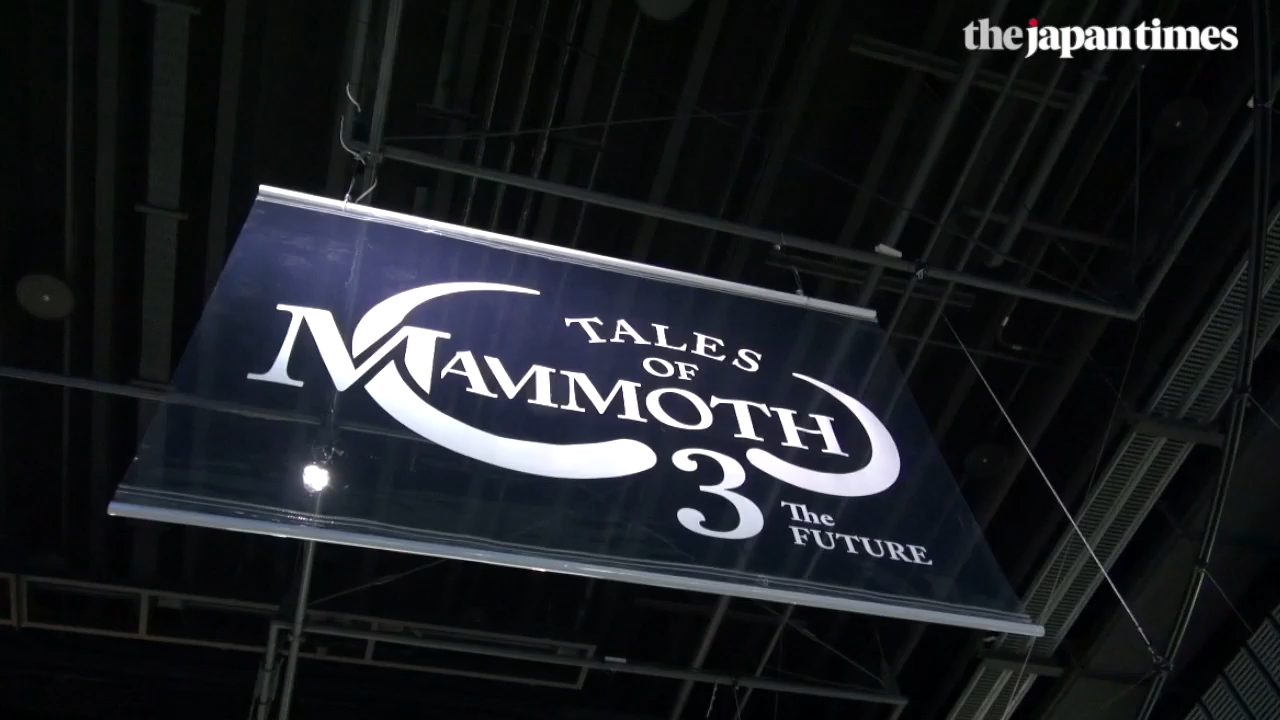 the japan times
TALES
OF
MAMMOTH
3
The
FUTURE